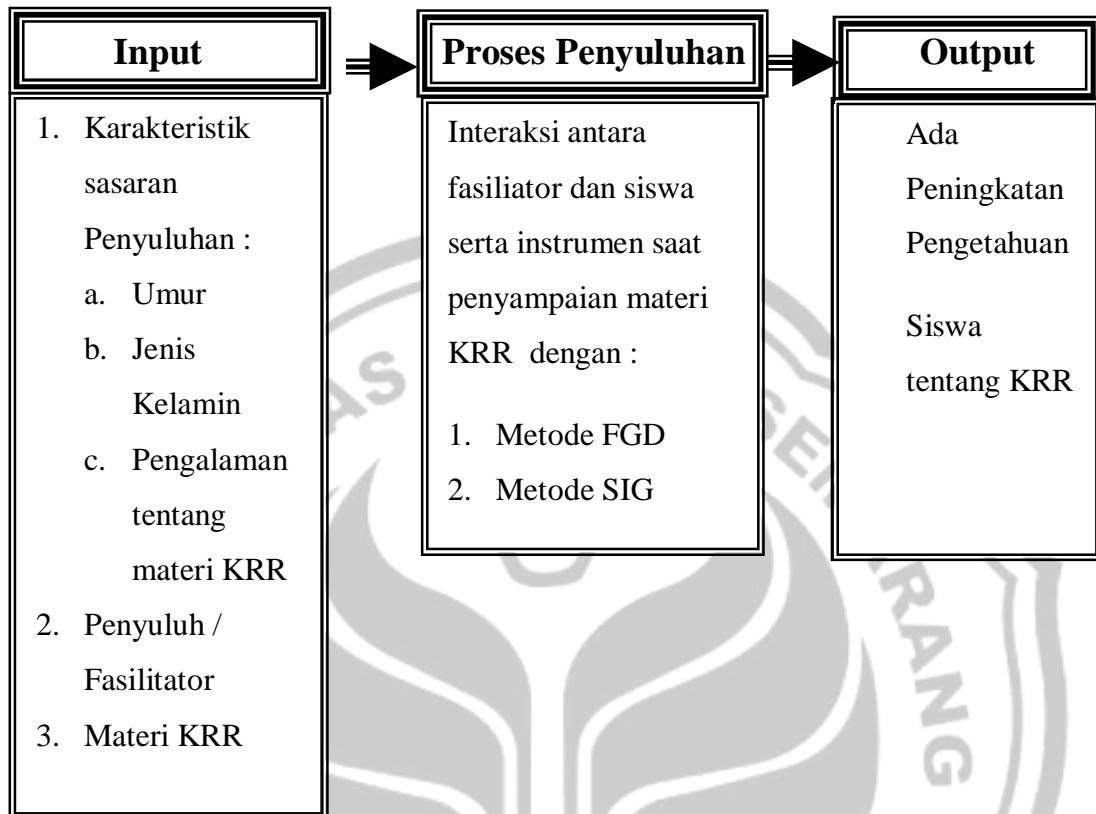 Input
1. Karakteristik
sasaran
Penyuluhan :
a. Umur
b. Jenis
Kelamin
c. Pengalaman
tentang
materi KRR
2. Penyuluh /
Fasilitator
3. Materi KRR
Proses Penyuluhan
Interaksi antara
fasiliator dan siswa
serta instrumen saat
penyampaian materi
KRR dengan :
1. Metode FGD
2. Metode SIG
Output
Ada
Peningkatan
Pengetahuan
Siswa
tentang KRR